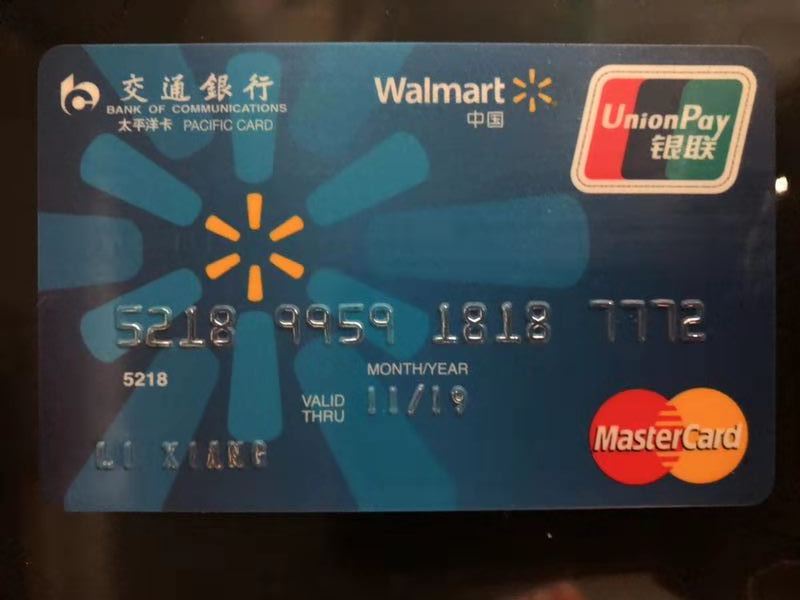 交通銀行
BANK OF COMMUNICATIONS
太平洋卡 PACIFIC CARD
Walmart
中国
UnionPay
银联
5218 9959 1818 7772
5218
MONTH/YEAR
VALID THRU 11/19
LI XIANG
MasterCard